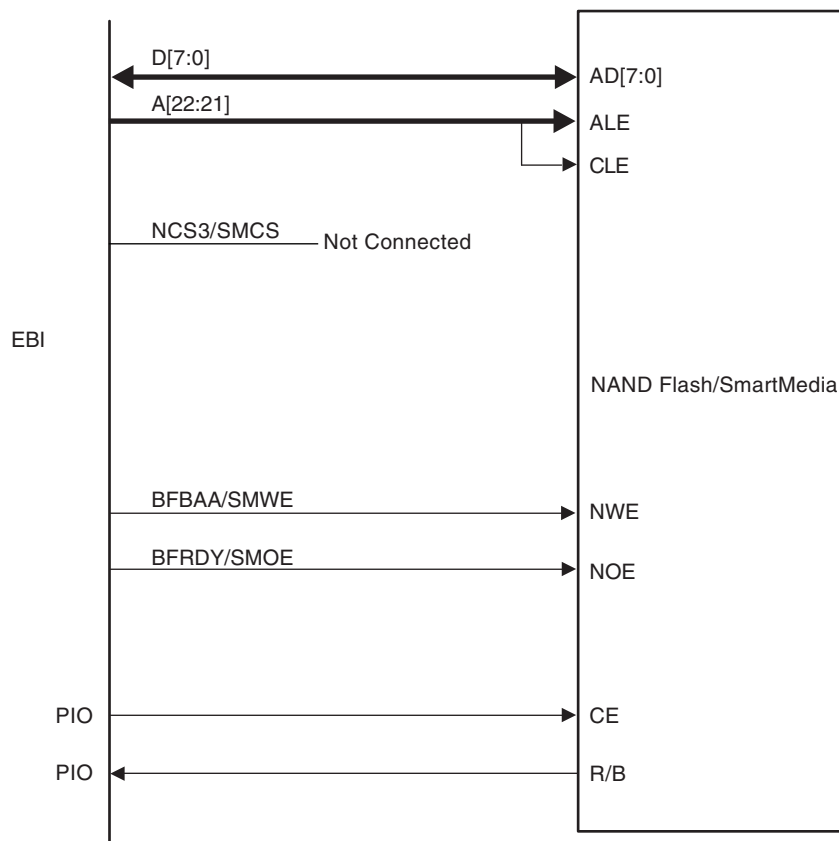 D[7:0]
AD[7:0]
A[22:21]
ALE
CLE
NCS3/SMCS
Not Connected
EBI
NAND Flash/SmartMedia
BFBAA/SMWE
NWE
BFRDY/SMOE
NOE
PIO
CE
PIO
R/B